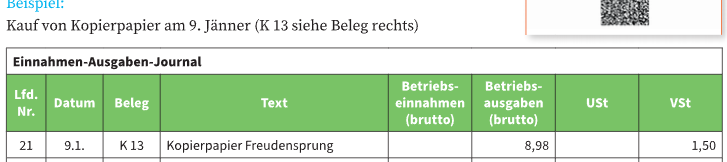 Beispiel:
Kauf von Kopierpapier am 9. Jänner (K 13 siehe Beleg rechts)
Einnahmen-Ausgaben-Journal
Lfd. Nr. Datum Beleg Text Betriebs-einnahmen (brutto) Betriebs-ausgaben (brutto) USt VSt
21 9.1. K 13 Kopierpapier Freudensprung 8,98 1,50